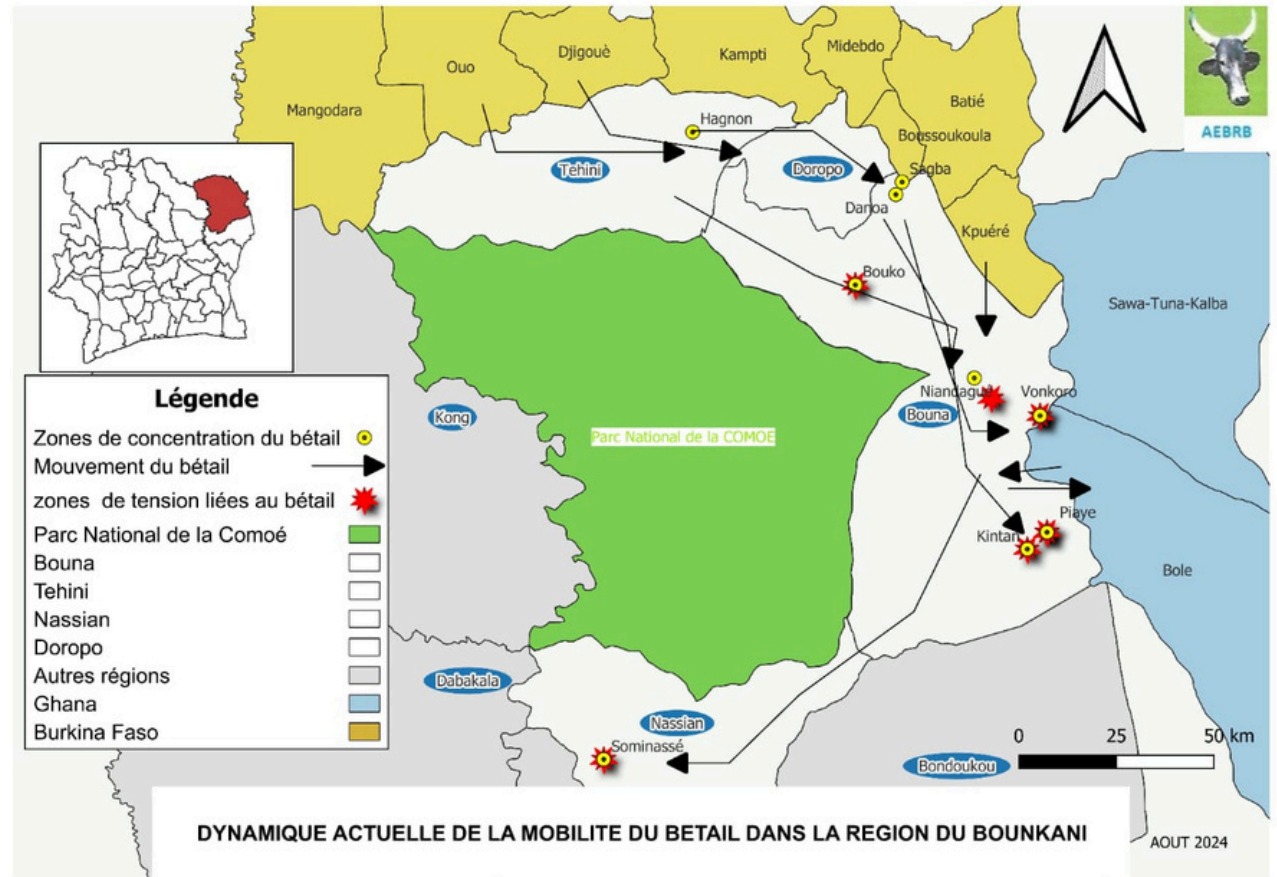 Djigouè
Kampti
Midebdo
Ouo
Mangodara
Batié
AEBRB
Hagnon
Boussoukoula
Tehini
Doropo
Sagba
Danoa
Kpuéré
Bouko
Sawa-Tuna-Kalba
Niandagué
Vonkoro
Kong
Bouna
Parc National de la COMOE
Légende
Zones de concentration du bétail
Mouvement du bétail
zones de tension liées au bétail
Parc National de la Comoé
Bouna
Tehini
Nassian
Doropo
Autres régions
Ghana
Burkina Faso
Piaye
Kintan
Bole
Dabakala
Nassian
Sominassé
0 25 50 km
Bondoukou
DYNAMIQUE ACTUELLE DE LA MOBILITE DU BETAIL DANS LA REGION DU BOUNKANI
AOUT 2024